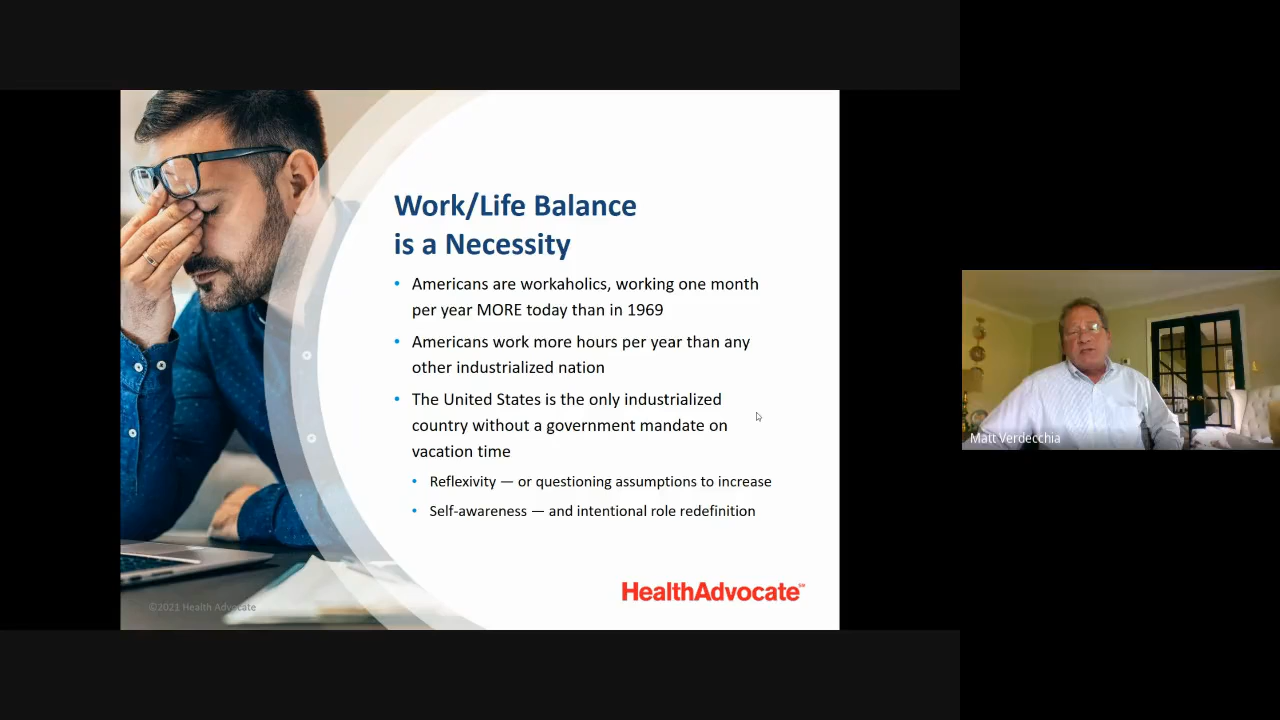 Work/Life Balance
is a Necessity
• Americans are workaholics, working one month
per year MORE today than in 1969
• Americans work more hours per year than any
other industrialized nation
• The United States is the only industrialized
country without a government mandate on
vacation time
• Reflexivity — or questioning assumptions to increase
• Self-awareness — and intentional role redefinition
HealthAdvocate℠
©2021 Health Advocate
Matt Verdecchia